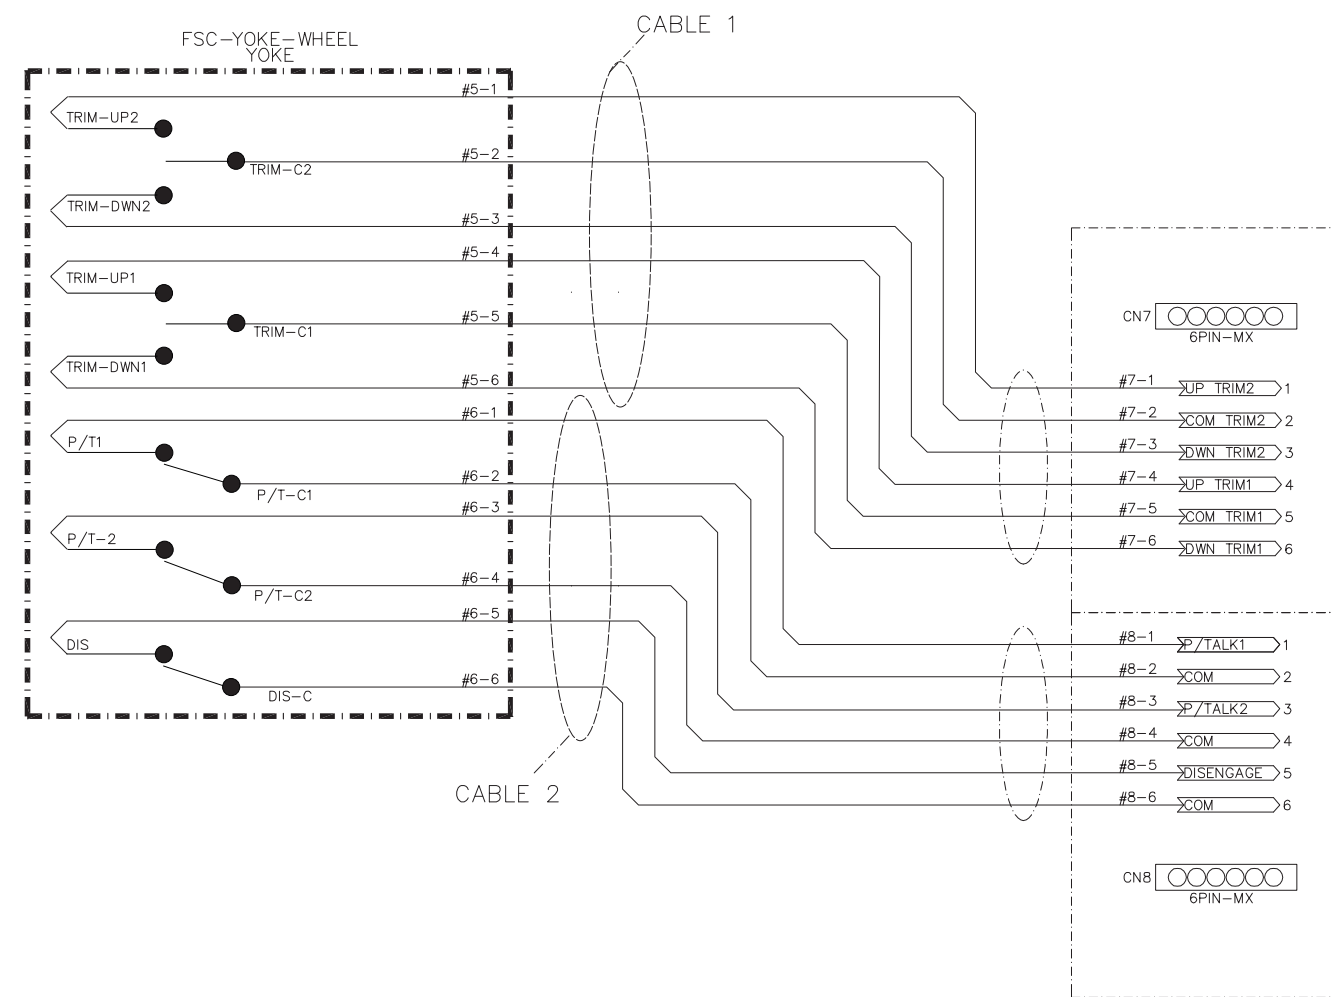 CABLE 1
FSC-YOKE-WHEEL
YOKE
#5-1
TRIM-UP2
#5-2
TRIM-C2
TRIM-DWN2
#5-3
#5-4
TRIM-UP1
#5-5
TRIM-C1
TRIM-DWN1
#5-6
#6-1
P/T1
#6-2
P/T-C1
#6-3
P/T-2
#6-4
P/T-C2
#6-5
DIS
#6-6
DIS-C
CABLE 2
CN7
6PIN-MX
#7-1 UP TRIM2 1
#7-2 COM TRIM2 2
#7-3 DWN TRIM2 3
#7-4 UP TRIM1 4
#7-5 COM TRIM1 5
#7-6 DWN TRIM1 6
#8-1 P/TALK1 1
#8-2 COM 2
#8-3 P/TALK2 3
#8-4 COM 4
#8-5 DISENGAGE 5
#8-6 COM 6
CN8
6PIN-MX